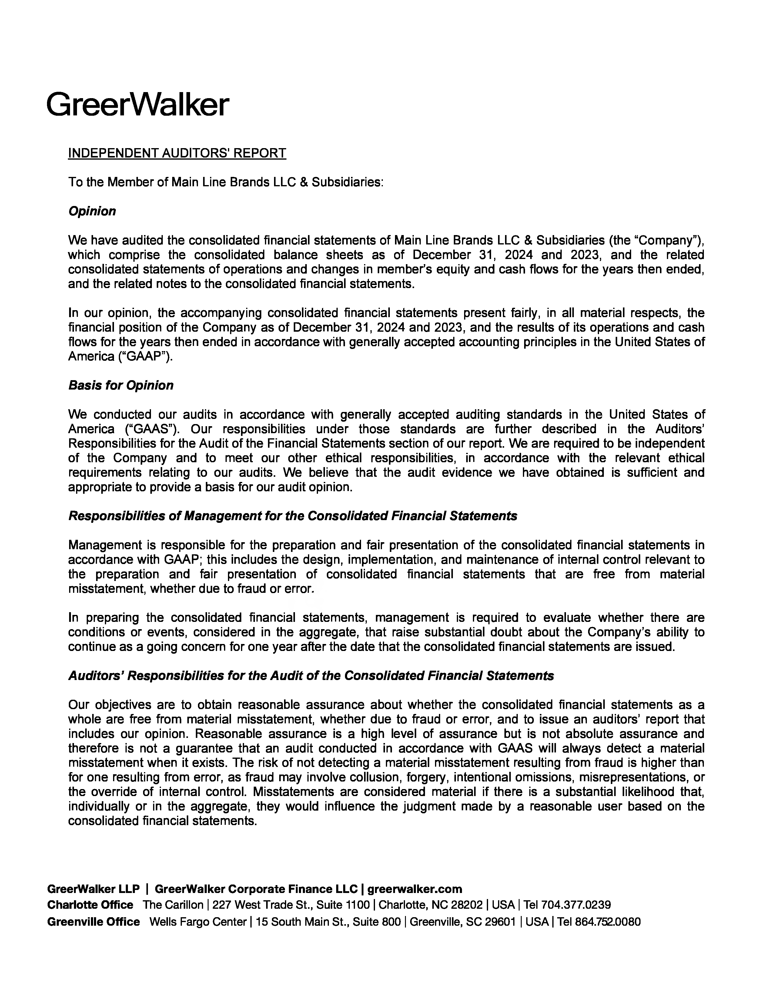 GreerWalker
INDEPENDENT AUDITORS' REPORT
To the Member of Main Line Brands LLC & Subsidiaries:
Opinion
We have audited the consolidated financial statements of Main Line Brands LLC & Subsidiaries (the “Company”),
which comprise the consolidated balance sheets as of December 31, 2024 and 2023, and the related
consolidated statements of operations and changes in member’s equity and cash flows for the years then ended,
and the related notes to the consolidated financial statements.
In our opinion, the accompanying consolidated financial statements present fairly, in all material respects, the
financial position of the Company as of December 31, 2024 and 2023, and the results of its operations and cash
flows for the years then ended in accordance with generally accepted accounting principles in the United States of
America (“GAAP”).
Basis for Opinion
We conducted our audits in accordance with generally accepted auditing standards in the United States of
America (“GAAS”). Our responsibilities under those standards are further described in the Auditors’
Responsibilities for the Audit of the Financial Statements section of our report. We are required to be independent
of the Company and to meet our other ethical responsibilities, in accordance with the relevant ethical
requirements relating to our audits. We believe that the audit evidence we have obtained is sufficient and
appropriate to provide a basis for our audit opinion.
Responsibilities of Management for the Consolidated Financial Statements
Management is responsible for the preparation and fair presentation of the consolidated financial statements in
accordance with GAAP; this includes the design, implementation, and maintenance of internal control relevant to
the preparation and fair presentation of consolidated financial statements that are free from material
misstatement, whether due to fraud or error.
In preparing the consolidated financial statements, management is required to evaluate whether there are
conditions or events, considered in the aggregate, that raise substantial doubt about the Company’s ability to
continue as a going concern for one year after the date that the consolidated financial statements are issued.
Auditors’ Responsibilities for the Audit of the Consolidated Financial Statements
Our objectives are to obtain reasonable assurance about whether the consolidated financial statements as a
whole are free from material misstatement, whether due to fraud or error, and to issue an auditors’ report that
includes our opinion. Reasonable assurance is a high level of assurance but is not absolute assurance and
therefore is not a guarantee that an audit conducted in accordance with GAAS will always detect a material
misstatement when it exists. The risk of not detecting a material misstatement resulting from fraud is higher than
for one resulting from error, as fraud may involve collusion, forgery, intentional omissions, misrepresentations, or
the override of internal control. Misstatements are considered material if there is a substantial likelihood that,
individually or in the aggregate, they would influence the judgment made by a reasonable user based on the
consolidated financial statements.
GreerWalker LLP | GreerWalker Corporate Finance LLC | greerwalker.com
Charlotte Office The Carillon | 227 West Trade St., Suite 1100 | Charlotte, NC 28202 | USA | Tel 704.377.0239
Greenville Office Wells Fargo Center | 15 South Main St., Suite 800 | Greenville, SC 29601 | USA | Tel 864.752.0080